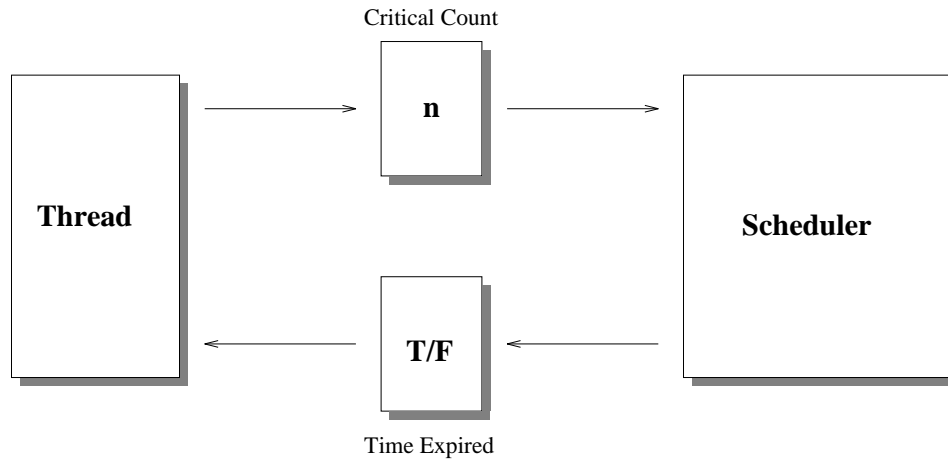 Critical Count
n
Thread
Scheduler
T/F
Time Expired